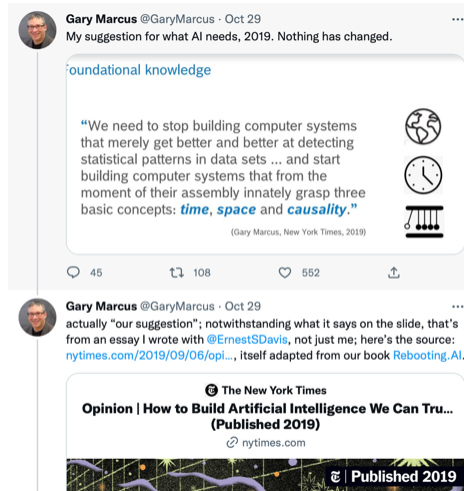 Gary Marcus @GaryMarcus · Oct 29
My suggestion for what AI needs, 2019. Nothing has changed.
oundational knowledge
“We need to stop building computer systems
that merely get better and better at detecting
statistical patterns in data sets ... and start
building computer systems that from the
moment of their assembly innately grasp three
basic concepts: time, space and causality.”
(Gary Marcus, New York Times, 2019)
45 108 552
Gary Marcus @GaryMarcus · Oct 29
actually “our suggestion”; notwithstanding what it says on the slide, that’s
from an essay I wrote with @ErnestSDavis, not just me; here’s the source:
nytimes.com/2019/09/06/opi..., itself adapted from our book Rebooting.AI.
The New York Times
Opinion | How to Build Artificial Intelligence We Can Tru...
(Published 2019)
nytimes.com
Published 2019